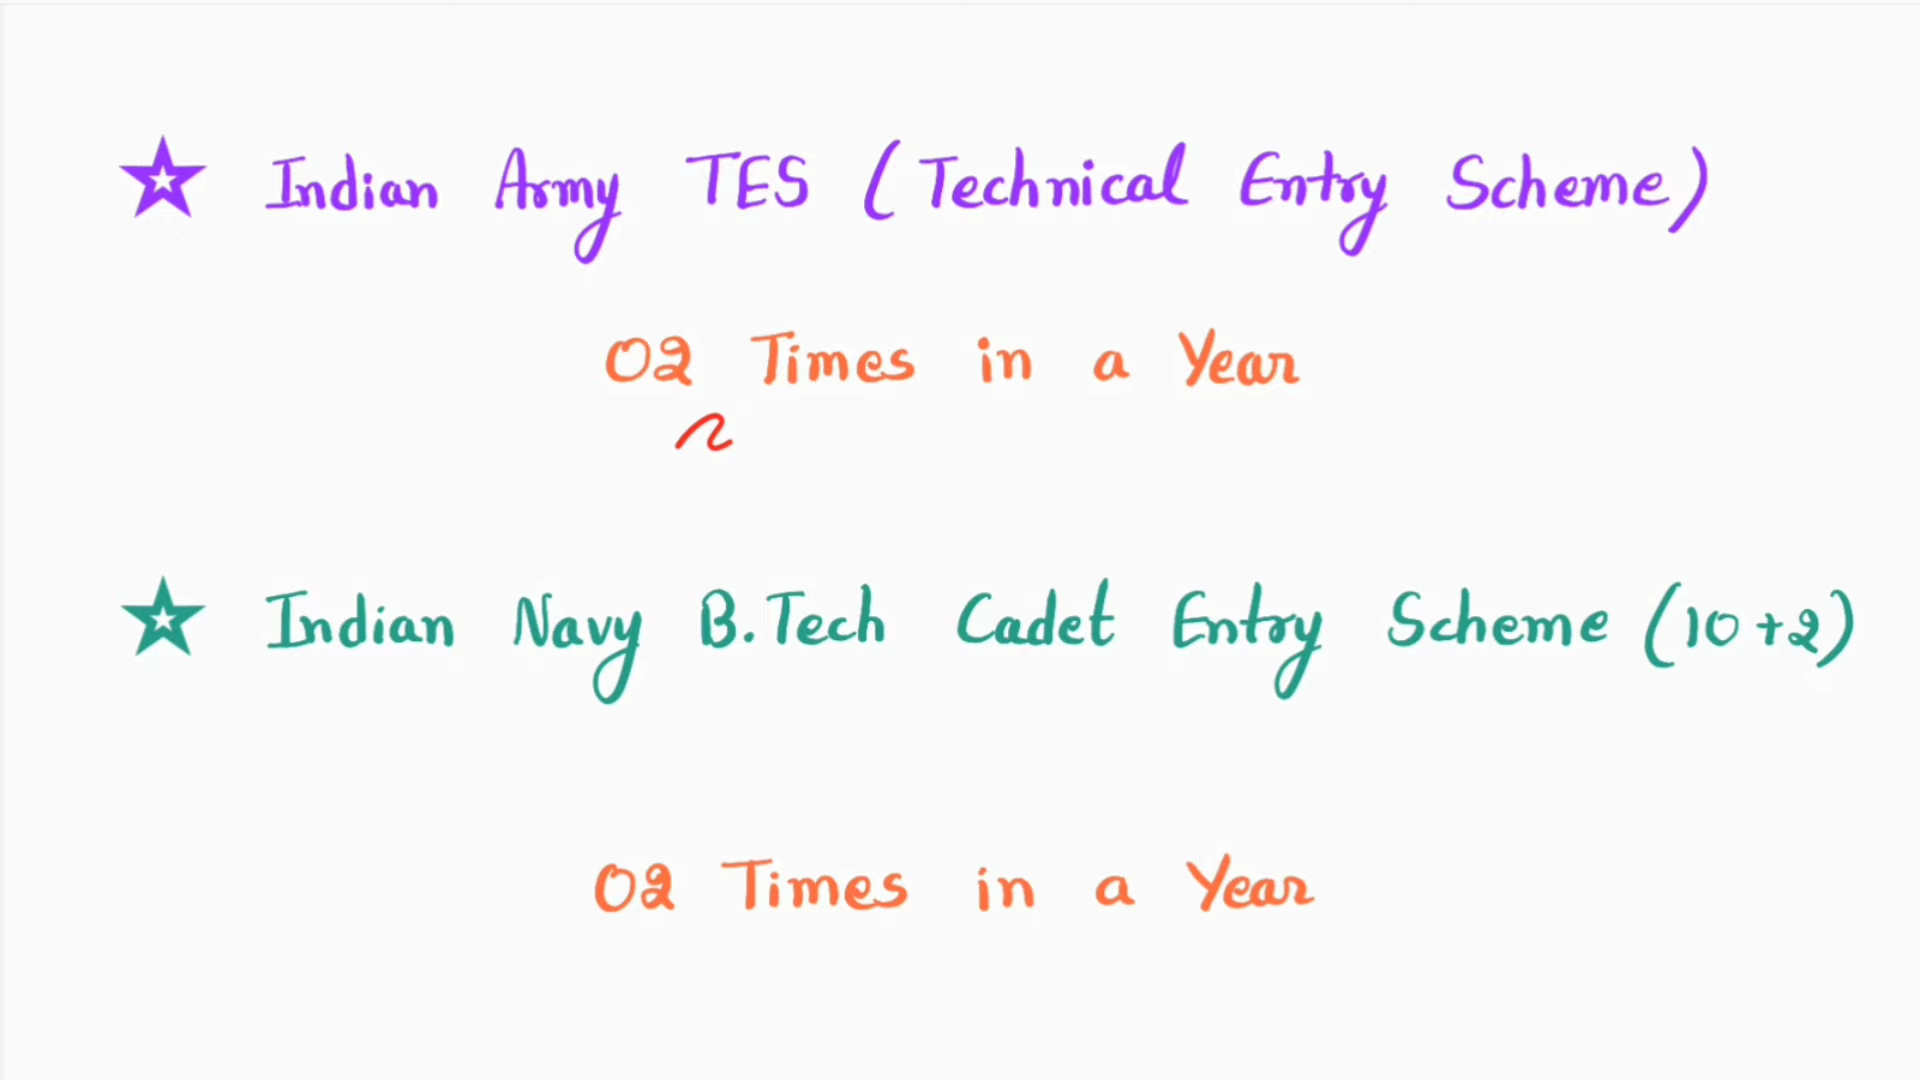 Indian Army TES (Technical Entry Scheme)
02 Times in a Year
Indian Navy B.Tech Cadet Entry Scheme (10+2)
02 Times in a Year